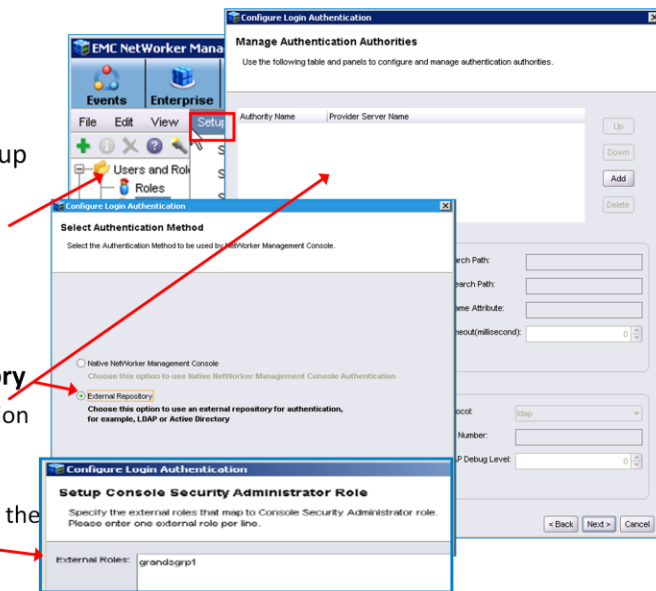 up
ory
ion
the
EMC NetWorker Mana
Events Enterprise
File Edit View Setup
Users and Role
Roles
Configure Login Authentication
Manage Authentication Authorities
Use the following table and panels to configure and manage authentication authorities.
Authority Name Provider Server Name
Up
Down
Add
Delete
arch Path:
earch Path:
ame Attribute:
meout(millisecond): 0
ocol: ldap
Number:
P Debug Level: 0
< Back Next > Cancel
Configure Login Authentication
Select Authentication Method
Select the Authentication Method to be used by NetWorker Management Console.
Native NetWorker Management Console
Choose this option to use Native NetWorker Management Console Authentication
External Repository
Choose this option to use an external repository for authentication,
for example, LDAP or Active Directory
Configure Login Authentication
Setup Console Security Administrator Role
Specify the external roles that map to Console Security Administrator role.
Please enter one external role per line.
External Roles: grandsgrp1